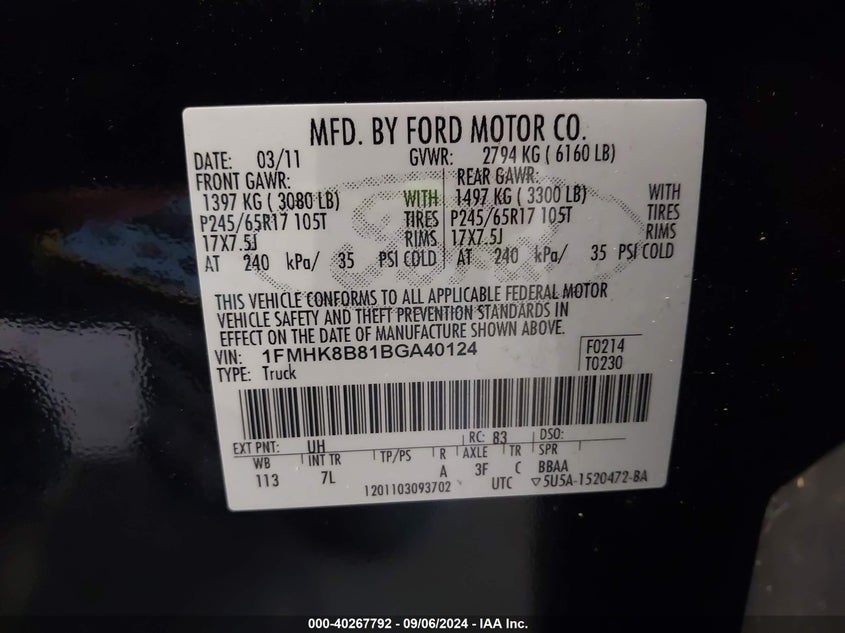 MFD. BY FORD MOTOR CO.
DATE: 03/11 GVWR: 2794 KG ( 6160 LB)
FRONT GAWR: REAR GAWR:
1397 KG ( 3080 LB) WITH 1497 KG ( 3300 LB) WITH
P245/65R17 105T TIRES P245/65R17 105T TIRES
17X7.5J RIMS 17X7.5J RIMS
AT 240 kPa/ 35 PSI COLD AT 240 kPa/ 35 PSI COLD
THIS VEHICLE CONFORMS TO ALL APPLICABLE FEDERAL MOTOR
VEHICLE SAFETY AND THEFT PREVENTION STANDARDS IN
EFFECT ON THE DATE OF MANUFACTURE SHOWN ABOVE.
VIN: 1FMHK8B81BGA40124 F0214
TYPE: Truck T0230
EXT PNT: UH RC: 83 DSO:
WB INT TR TP/PS R AXLE TR SPR
113 7L A 3F C BBAA
1201103093702 UTC ▽5U5A-1520472-BA
000-40267792 - 09/06/2024 - IAA Inc.